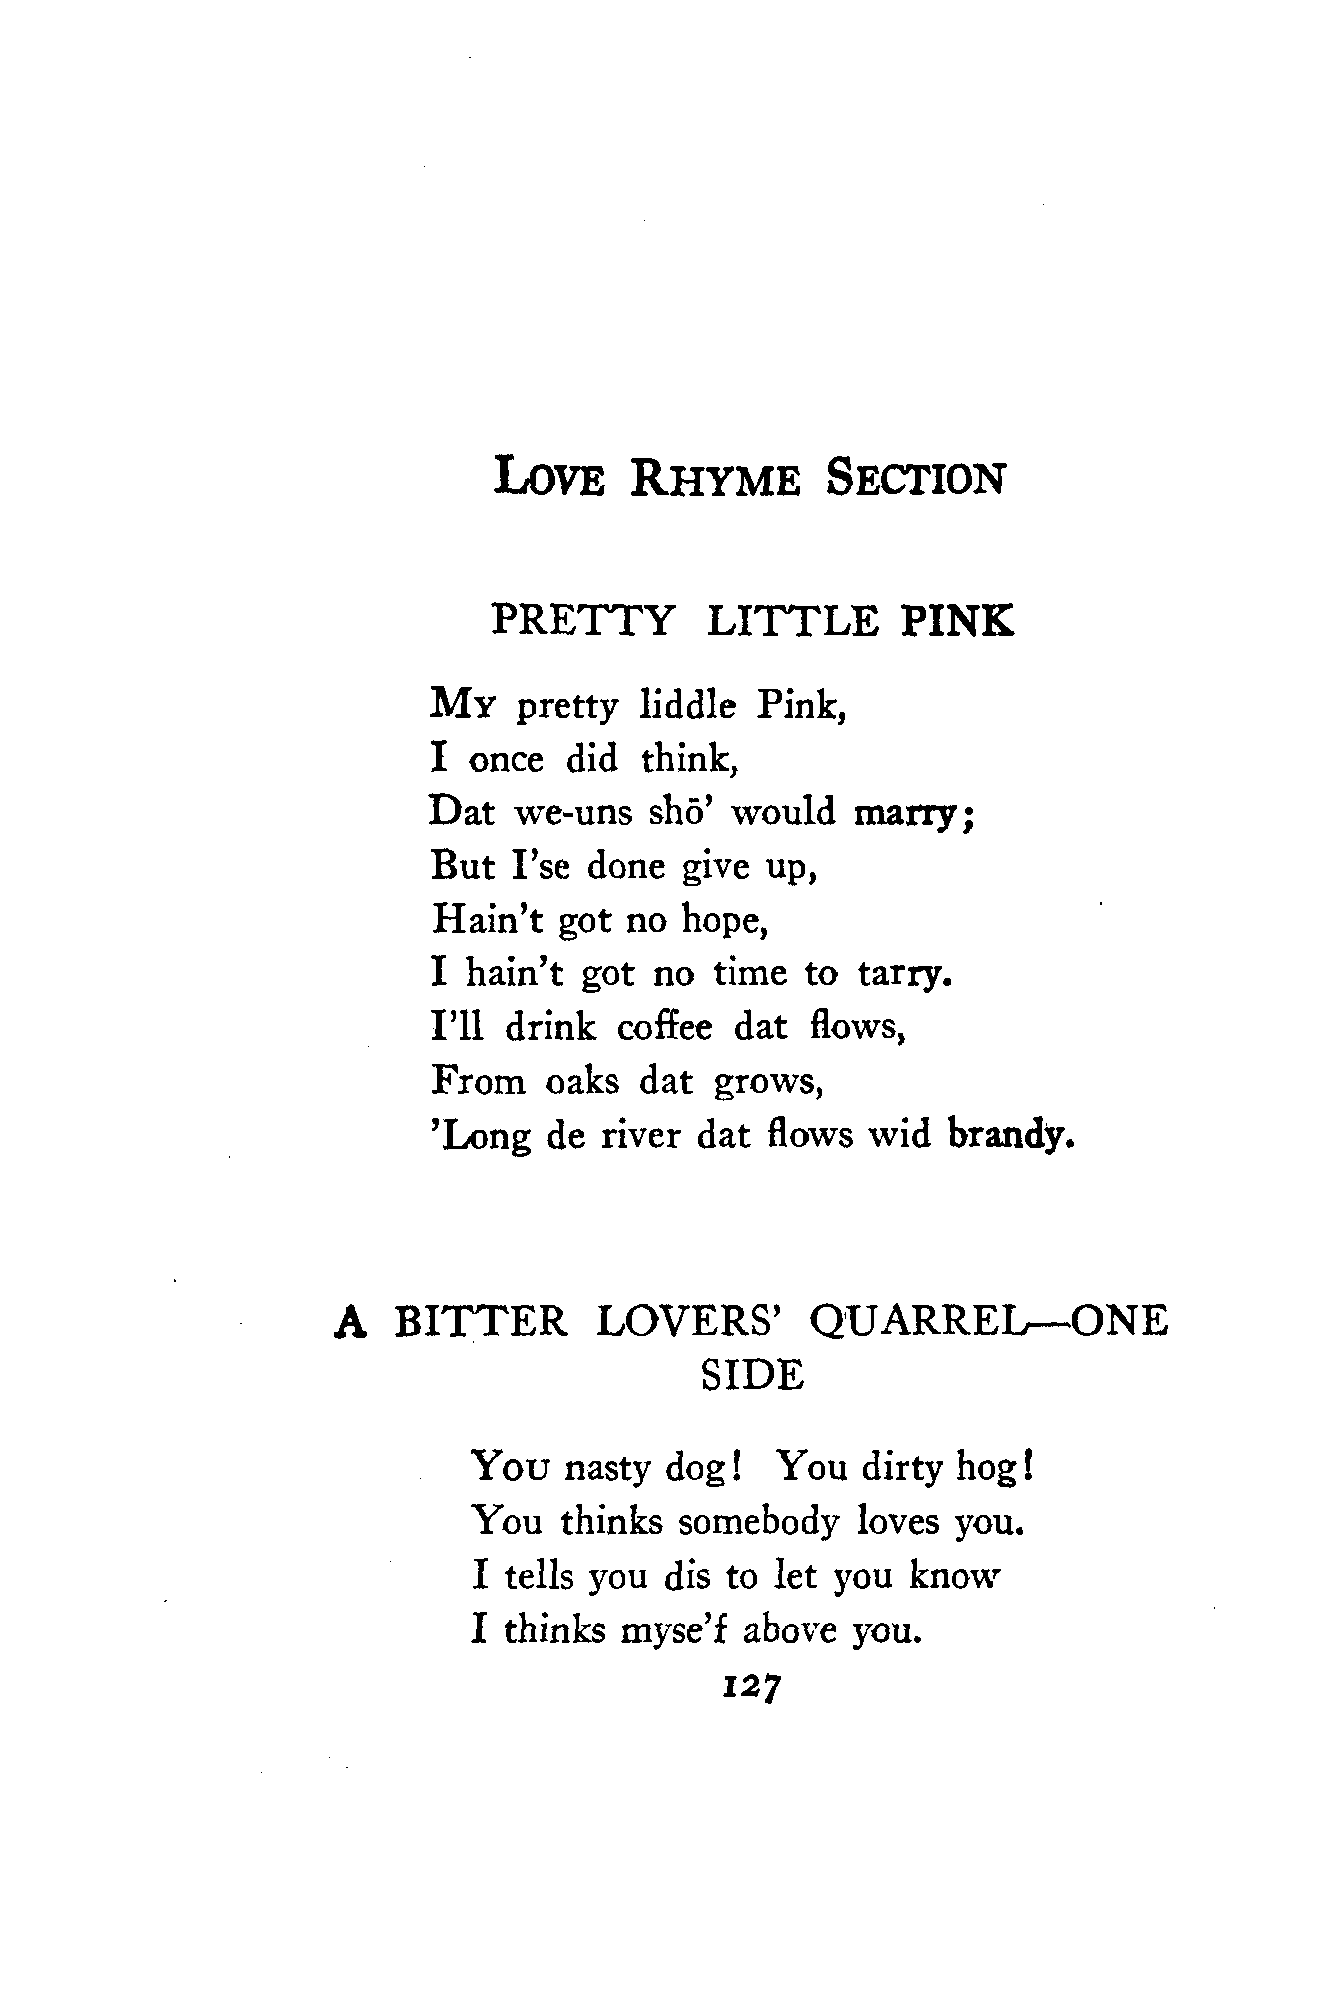 LOVE RHYME SECTION
PRETTY LITTLE PINK
MY pretty liddle Pink,
I once did think,
Dat we-uns shō' would marry;
But I'se done give up,
Hain't got no hope,
I hain't got no time to tarry.
I'll drink coffee dat flows,
From oaks dat grows,
'Long de river dat flows wid brandy.
A BITTER LOVERS' QUARREL—ONE
SIDE
YOU nasty dog! You dirty hog!
You thinks somebody loves you.
I tells you dis to let you know
I thinks myse'f above you.
127